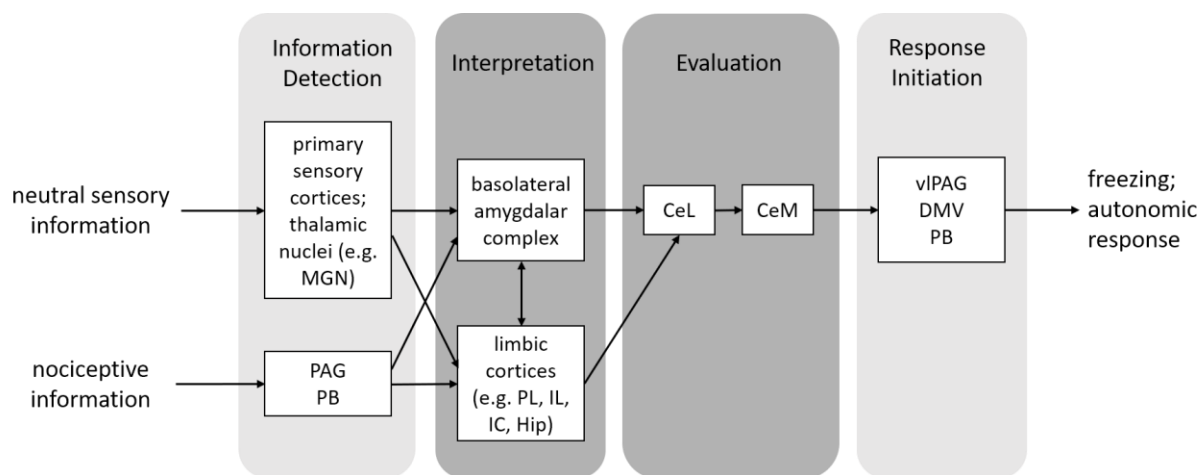 Information
Detection
Interpretation
Evaluation
Response
Initiation
neutral sensory
information
primary
sensory
cortices;
thalamic
nuclei (e.g.
MGN)
basolateral
amygdalar
complex
CeL
CeM
vlPAG
DMV
PB
freezing;
autonomic
response
nociceptive
information
PAG
PB
limbic
cortices
(e.g. PL, IL,
IC, Hip)